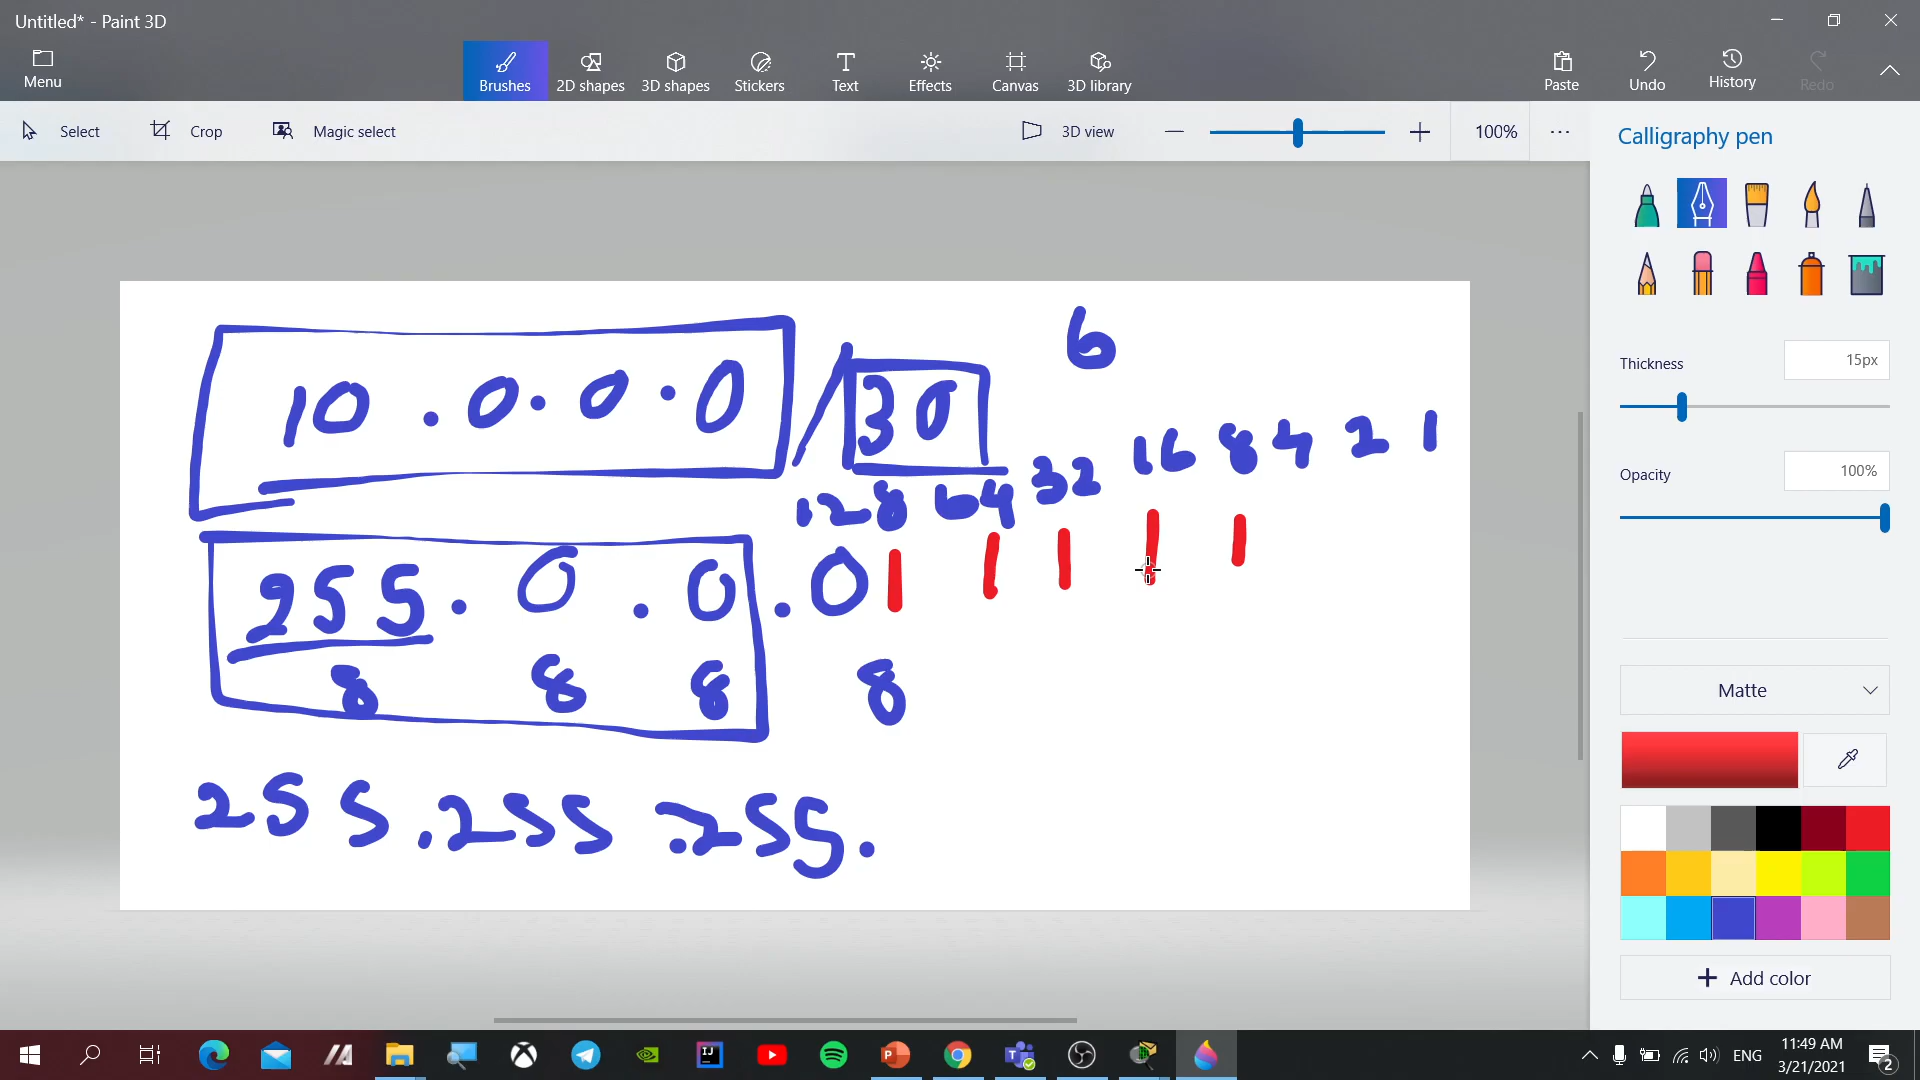 Untitled* - Paint 3D
Menu
Brushes 2D shapes 3D shapes Stickers Text Effects Canvas 3D library
Paste Undo History Redo
Select Crop Magic select
3D view 100%
Calligraphy pen
Thickness 15px
Opacity 100%
Matte
Add color
6
10.0.0.0/30
128 64 32 16 8 4 2 1
255.0.0.0
1 1 1 1 1
8 8 8 8
255.255.255.
ENG
11:49 AM
3/21/2021
2